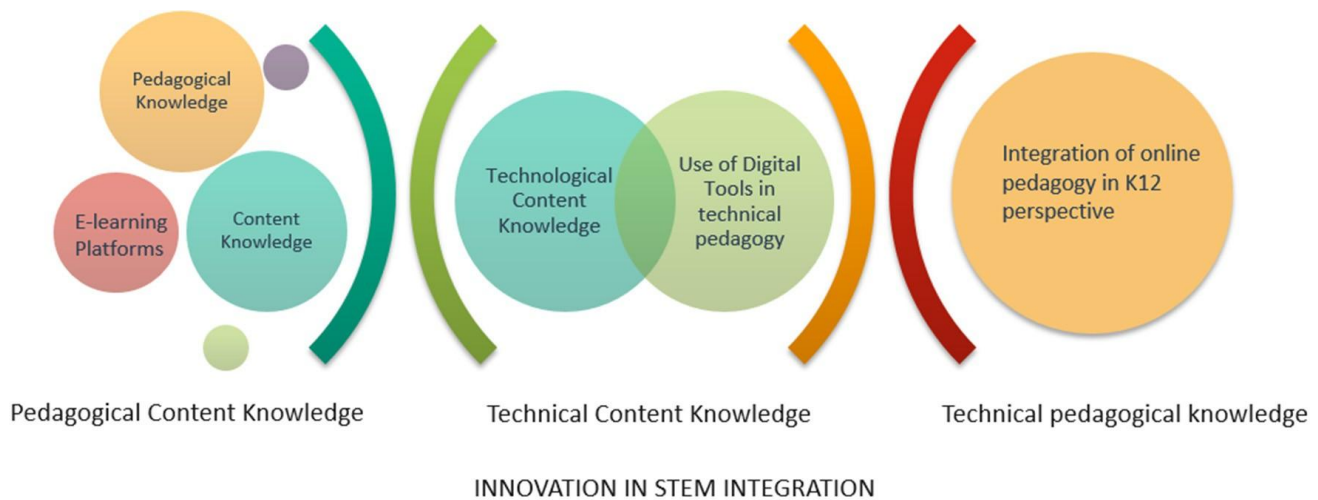 Pedagogical
Knowledge
E-learning
Platforms
Content
Knowledge
Technological
Content
Knowledge
Use of Digital
Tools in
technical
pedagogy
Integration of online
pedagogy in K12
perspective
Pedagogical Content Knowledge
Technical Content Knowledge
Technical pedagogical knowledge
INNOVATION IN STEM INTEGRATION